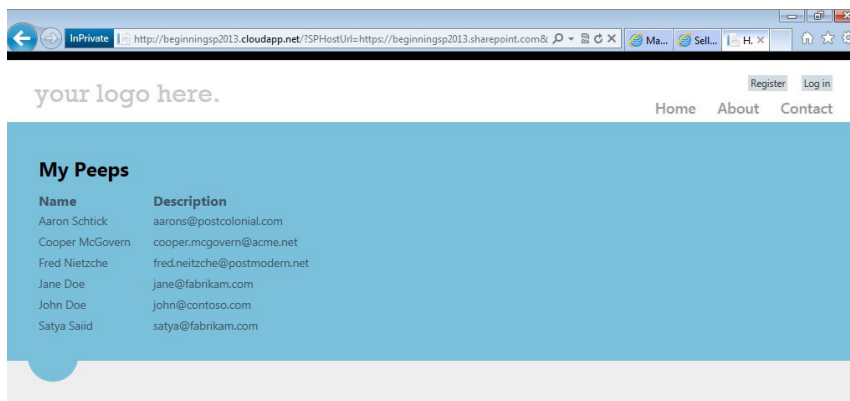 InPrivate http://beginningsp2013.cloudapp.net/?SPHostUrl=https://beginningsp2013.sharepoint.com& Ma... Sell... H.
Register Log in
your logo here.
Home About Contact
My Peeps
Name Description
Aaron Schtick aarons@postcolonial.com
Cooper McGovern cooper.mcgovern@acme.net
Fred Nietzche fred.neitzche@postmodern.net
Jane Doe jane@fabrikam.com
John Doe john@contoso.com
Satya Saiid satya@fabrikam.com